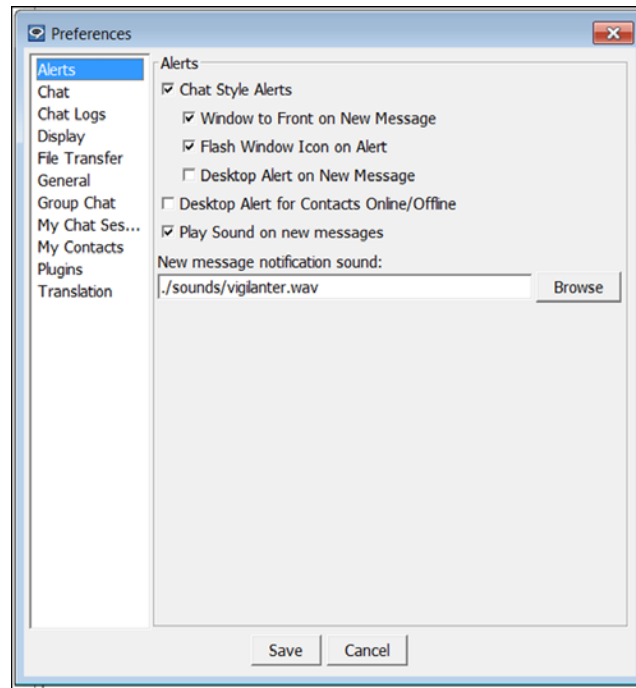 Preferences
Alerts
Chat
Chat Logs
Display
File Transfer
General
Group Chat
My Chat Ses...
My Contacts
Plugins
Translation
Alerts
Chat Style Alerts
Window to Front on New Message
Flash Window Icon on Alert
Desktop Alert on New Message
Desktop Alert for Contacts Online/Offline
Play Sound on new messages
New message notification sound:
./sounds/vigilanter.wav
Browse
Save
Cancel